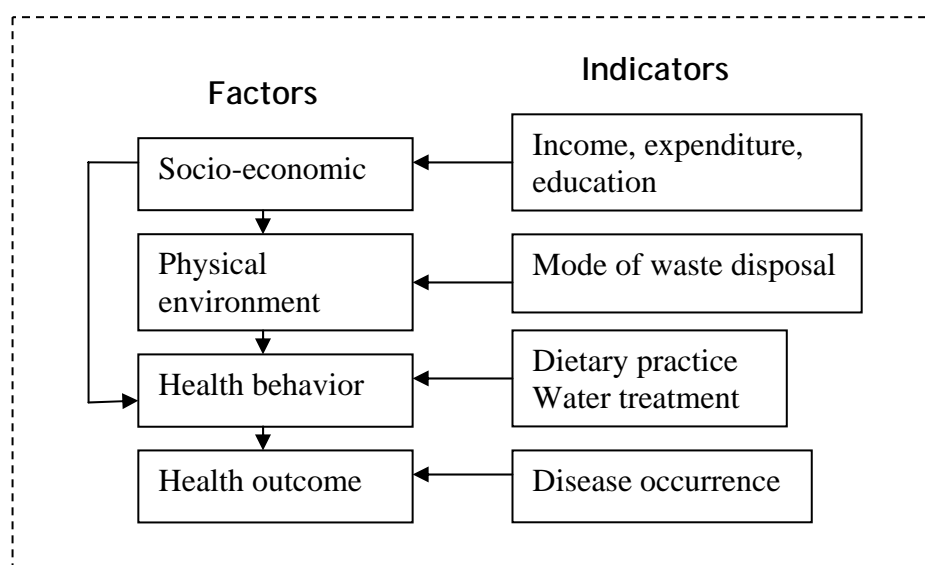 Factors
Indicators
Socio-economic
Income, expenditure,
education
Physical
environment
Mode of waste disposal
Health behavior
Dietary practice
Water treatment
Health outcome
Disease occurrence